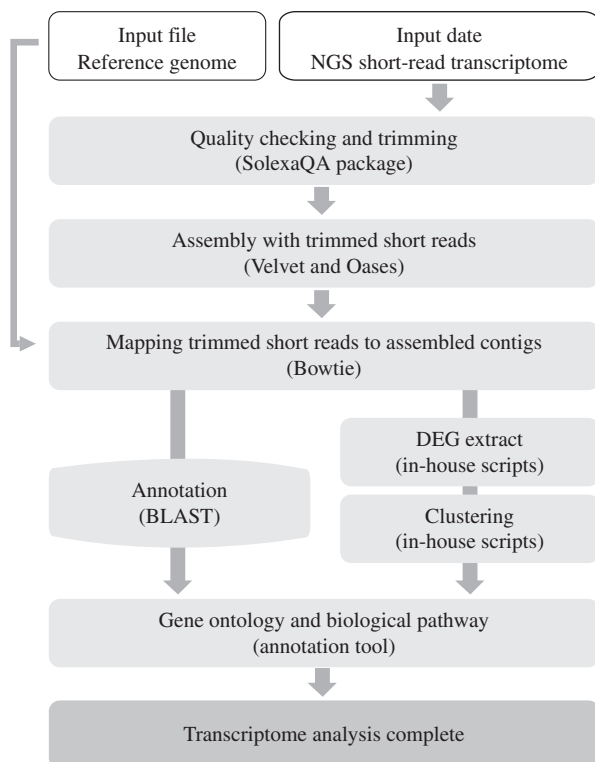 Input file
Reference genome
Input date
NGS short-read transcriptome
Quality checking and trimming
(SolexaQA package)
Assembly with trimmed short reads
(Velvet and Oases)
Mapping trimmed short reads to assembled contigs
(Bowtie)
Annotation
(BLAST)
DEG extract
(in-house scripts)
Clustering
(in-house scripts)
Gene ontology and biological pathway
(annotation tool)
Transcriptome analysis complete